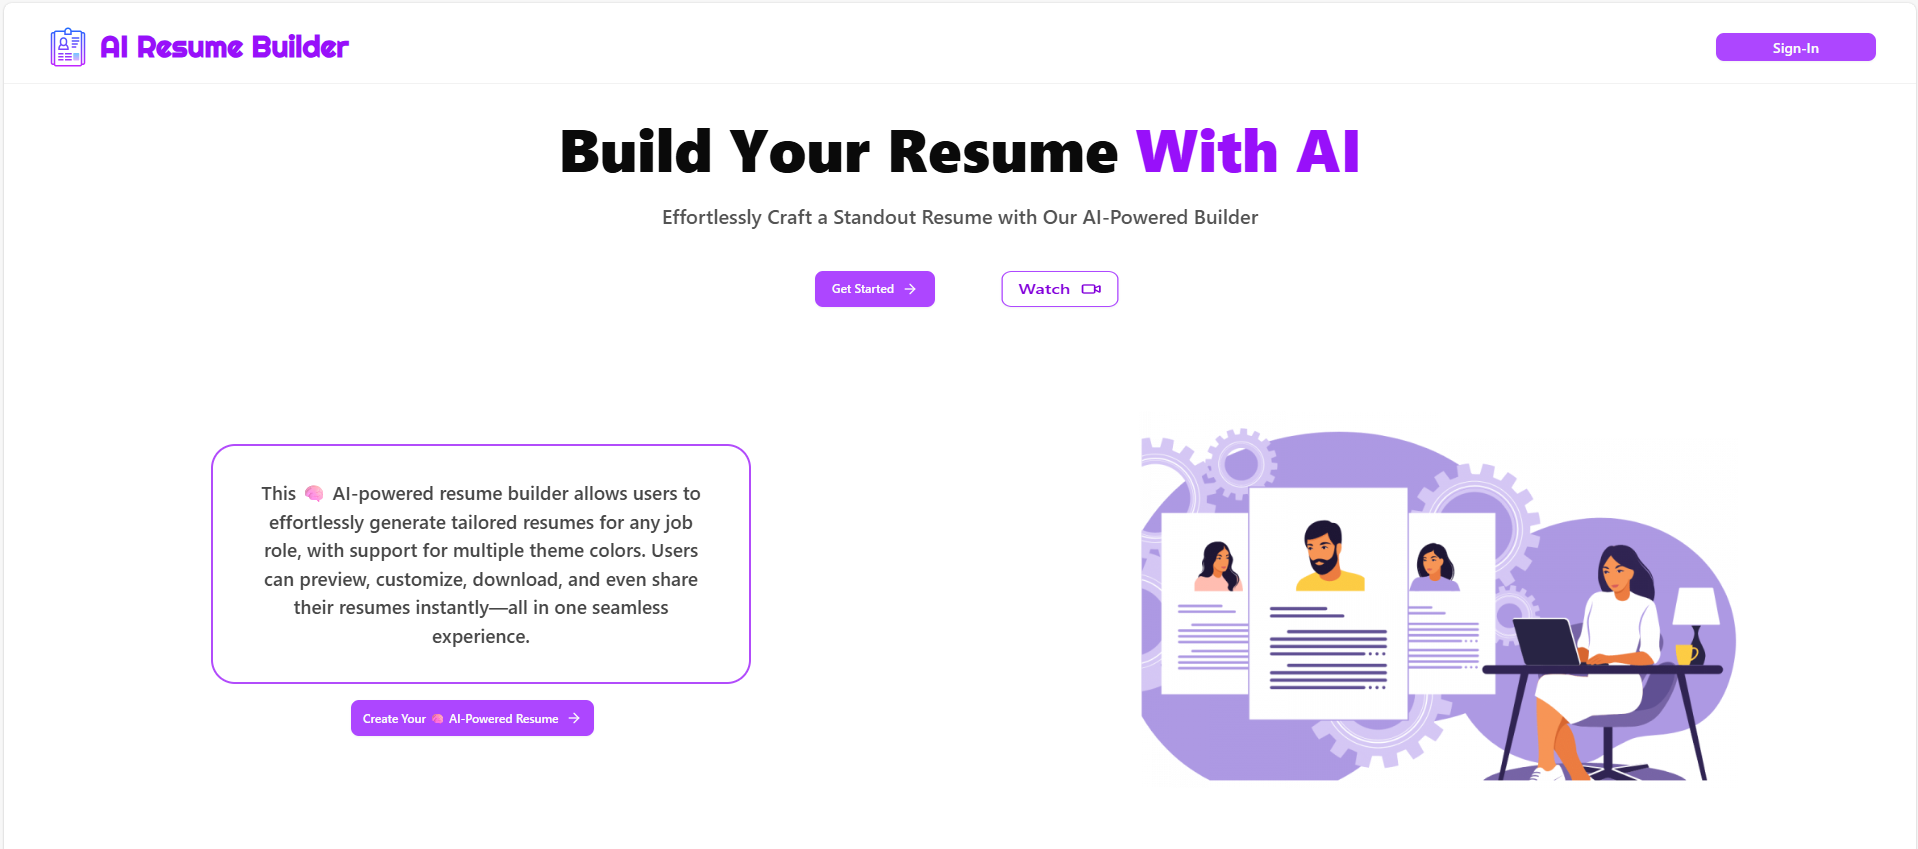 AI Resume Builder
Sign-In
Build Your Resume With AI
Effortlessly Craft a Standout Resume with Our AI-Powered Builder
Get Started →
Watch
This 🧠 AI-powered resume builder allows users to
effortlessly generate tailored resumes for any job
role, with support for multiple theme colors. Users
can preview, customize, download, and even share
their resumes instantly—all in one seamless
experience.
Create Your 🧠 AI-Powered Resume →